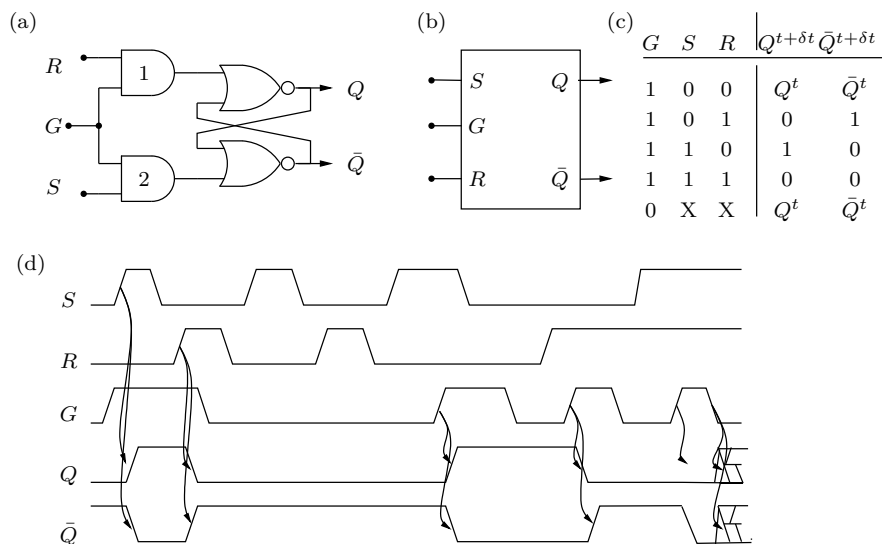 (a)
R
1
Q
G
S
2
Q̄
(b)
S
Q
G
R
Q̄
(c)
G S R Q^{t+δt} Q̄^{t+δt}
1 0 0 Q^t Q̄^t
1 0 1 0 1
1 1 0 1 0
1 1 1 0 0
0 X X Q^t Q̄^t
(d)
S
R
G
Q
Q̄